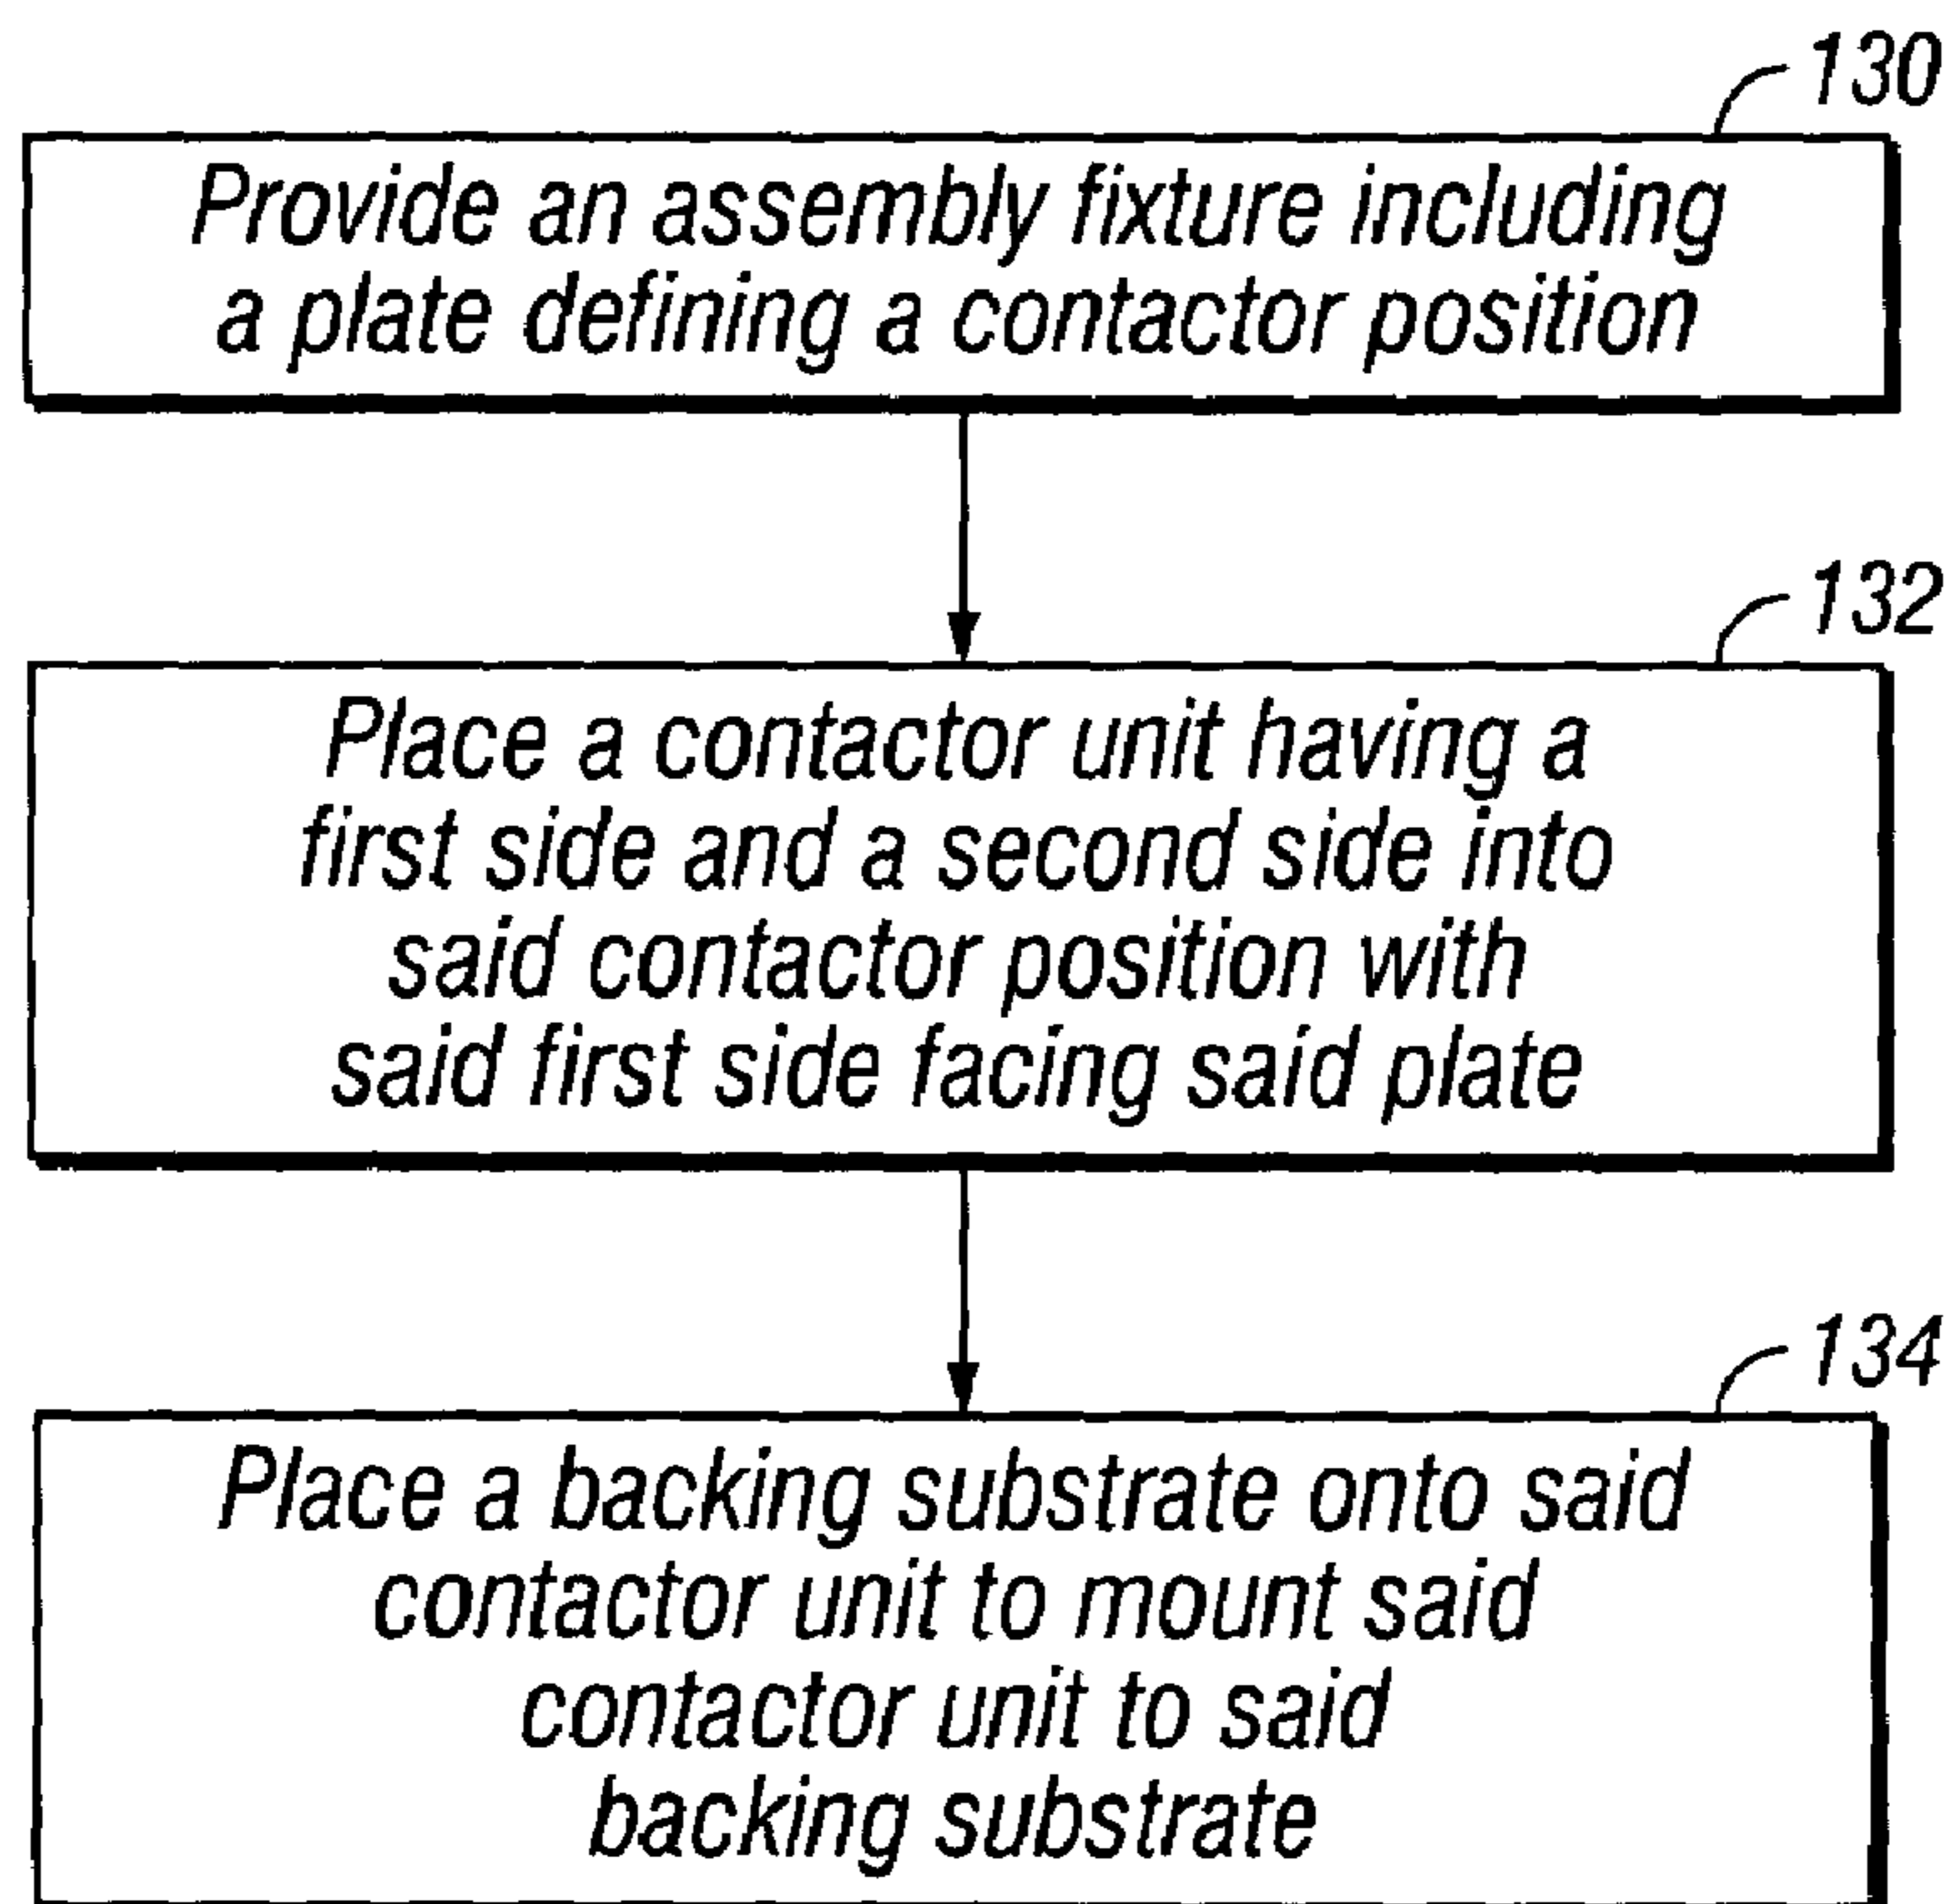 130
Provide an assembly fixture including
a plate defining a contactor position
132
Place a contactor unit having a
first side and a second side into
said contactor position with
said first side facing said plate
134
Place a backing substrate onto said
contactor unit to mount said
contactor unit to said
backing substrate